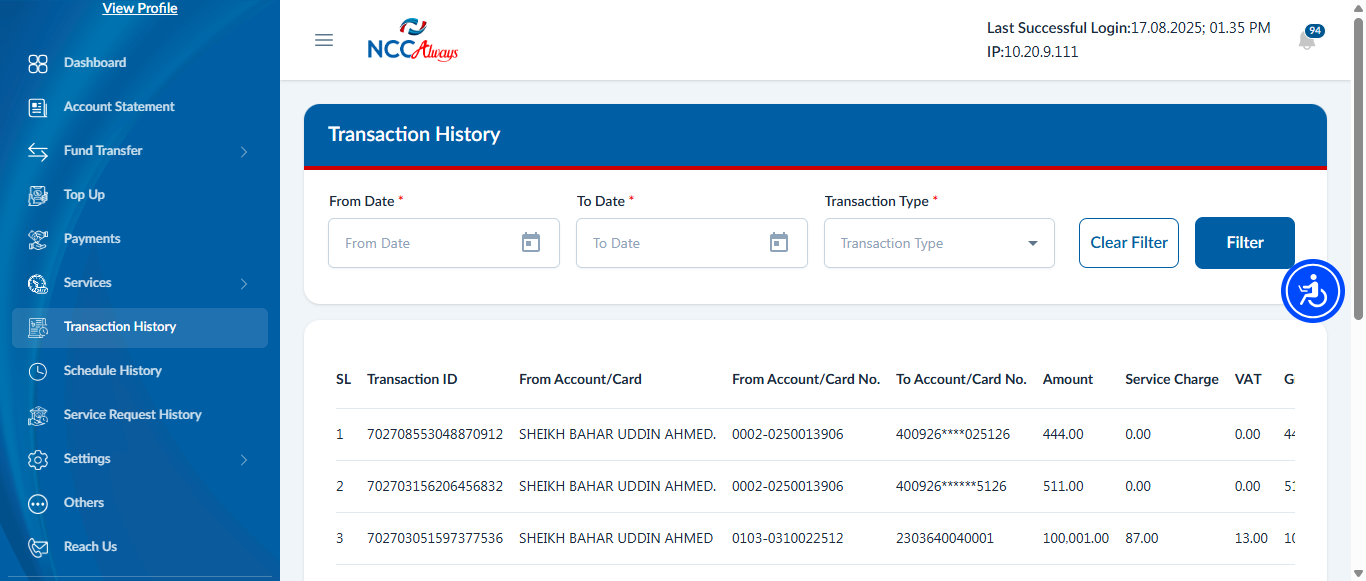 View Profile
Dashboard
Account Statement
Fund Transfer
Top Up
Payments
Services
Transaction History
Schedule History
Service Request History
Settings
Others
Reach Us
NCC Always
Last Successful Login:17.08.2025; 01.35 PM
IP:10.20.9.111
94
Transaction History
From Date * To Date * Transaction Type *
From Date To Date Transaction Type Clear Filter Filter
SL Transaction ID From Account/Card From Account/Card No. To Account/Card No. Amount Service Charge VAT
1 702708553048870912 SHEIKH BAHAR UDDIN AHMED. 0002-0250013906 400926****025126 444.00 0.00 0.00
2 702703156206456832 SHEIKH BAHAR UDDIN AHMED. 0002-0250013906 400926******5126 511.00 0.00 0.00
3 702703051597377536 SHEIKH BAHAR UDDIN AHMED 0103-0310022512 2303640040001 100,001.00 87.00 13.00